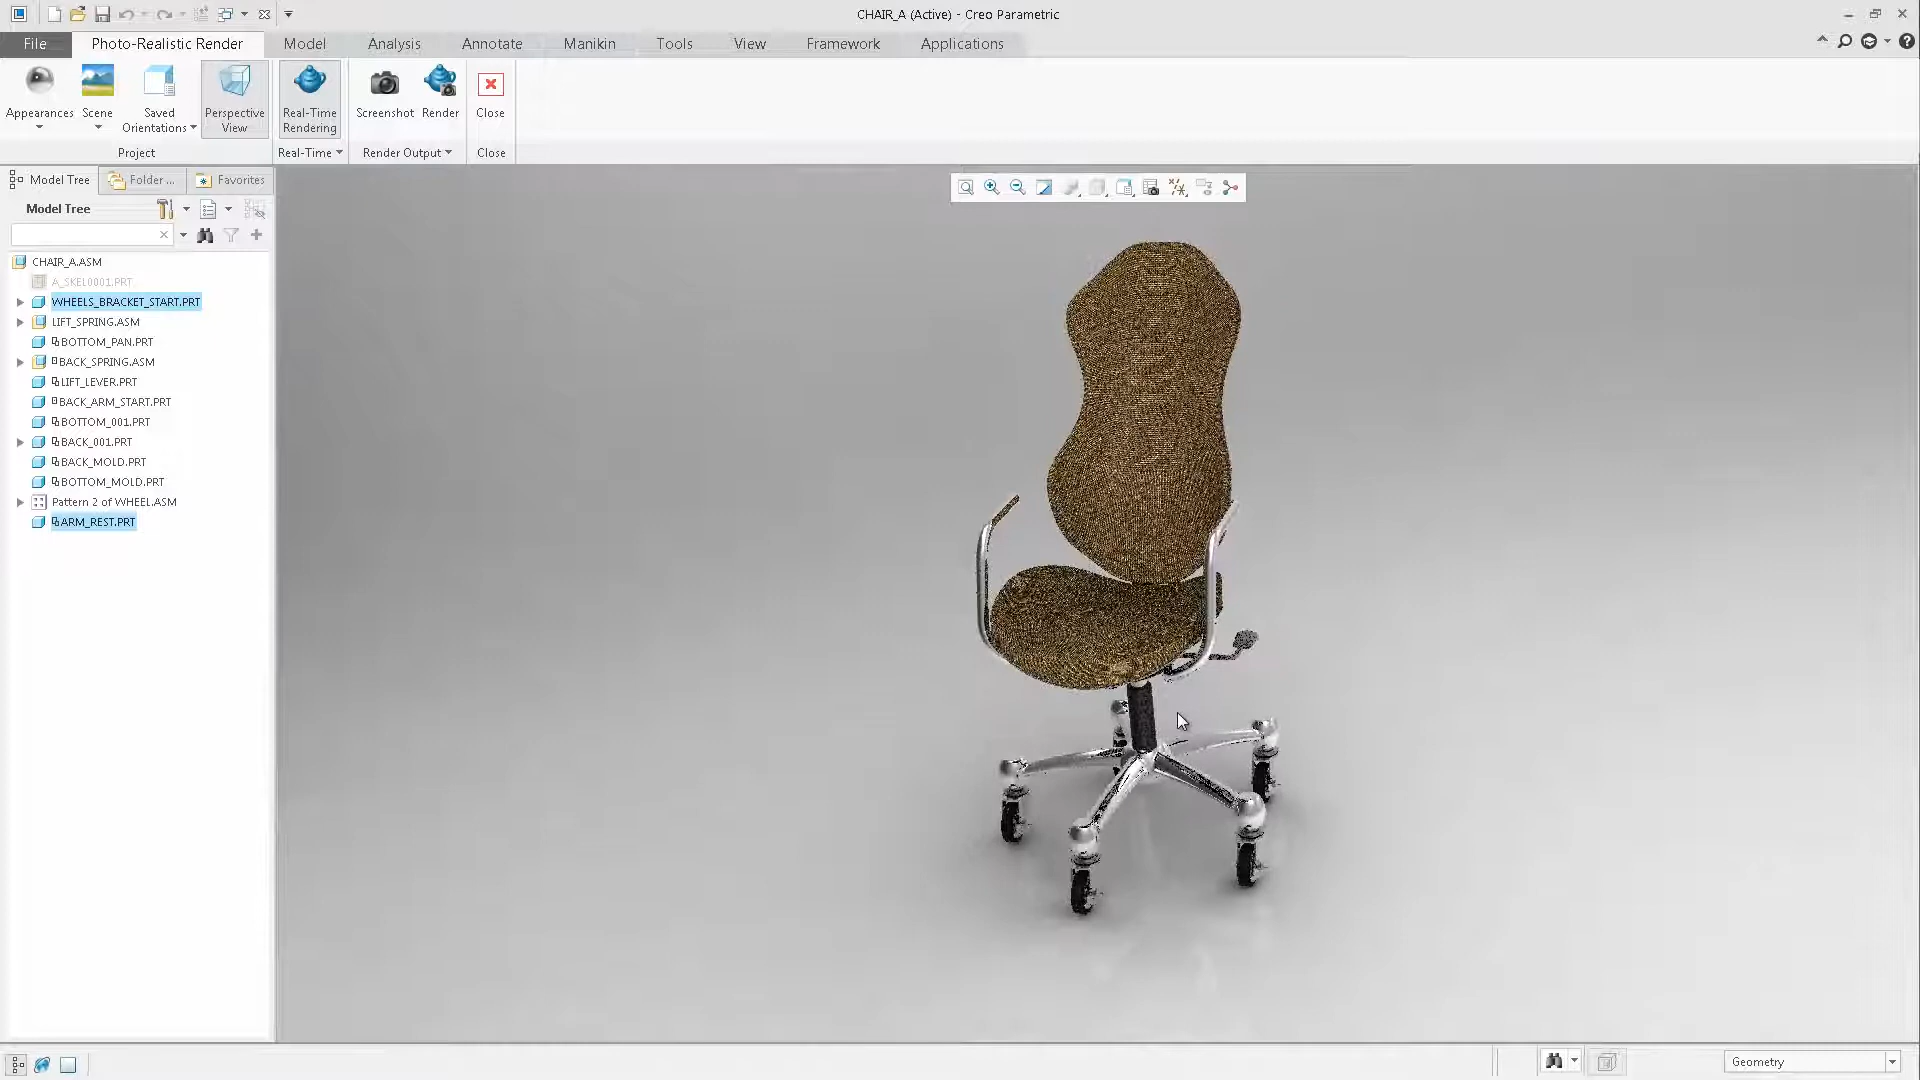 CHAIR_A (Active) - Creo Parametric
File Photo-Realistic Render Model Analysis Annotate Manikin Tools View Framework Applications
Appearances Scene Saved Orientations Perspective View Real-Time Rendering Screenshot Render Close
Project Real-Time Render Output Close
Model Tree Folder ... Favorites
Model Tree
CHAIR_A.ASM
A_SKEL0001.PRT
WHEELS_BRACKET_START.PRT
LIFT_SPRING.ASM
BOTTOM_PAN.PRT
BACK_SPRING.ASM
LIFT_LEVER.PRT
BACK_ARM_START.PRT
BOTTOM_001.PRT
BACK_001.PRT
BACK_MOLD.PRT
BOTTOM_MOLD.PRT
Pattern 2 of WHEEL.ASM
ARM_REST.PRT
Geometry